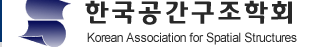 한국공간구조학회
Korean Association for Spatial Structures